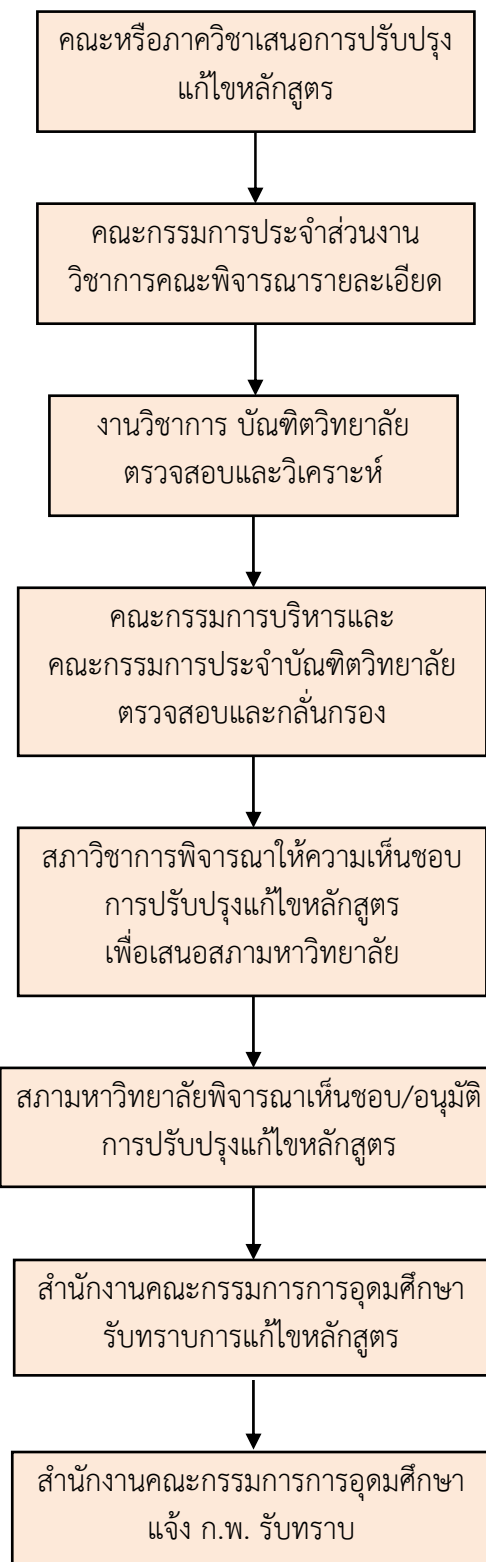 คณะหรือภาควิชาเสนอการปรับปรุง
แก้ไขหลักสูตร
คณะกรรมการประจำส่วนงาน
วิชาการคณะพิจารณารายละเอียด
งานวิชาการ บัณฑิตวิทยาลัย
ตรวจสอบและวิเคราะห์
คณะกรรมการบริหารและ
คณะกรรมการประจำบัณฑิตวิทยาลัย
ตรวจสอบและกลั่นกรอง
สภาวิชาการพิจารณาให้ความเห็นชอบ
การปรับปรุงแก้ไขหลักสูตร
เพื่อเสนอสภามหาวิทยาลัย
สภามหาวิทยาลัยพิจารณาเห็นชอบ/อนุมัติ
การปรับปรุงแก้ไขหลักสูตร
สำนักงานคณะกรรมการการอุดมศึกษา
รับทราบการแก้ไขหลักสูตร
สำนักงานคณะกรรมการการอุดมศึกษา
แจ้ง ก.พ. รับทราบ